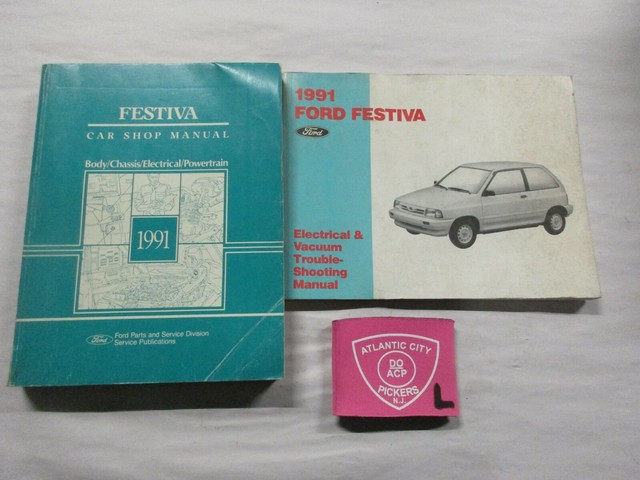 FESTIVA
CAR SHOP MANUAL
Body/Chassis/Electrical/Powertrain
1991
Ford
Ford Parts and Service Division
Service Publications
1991
FORD FESTIVA
Ford
Electrical &
Vacuum
Trouble-
Shooting
Manual
ATLANTIC CITY
DO
ACP
PICKERS
N.J.
L